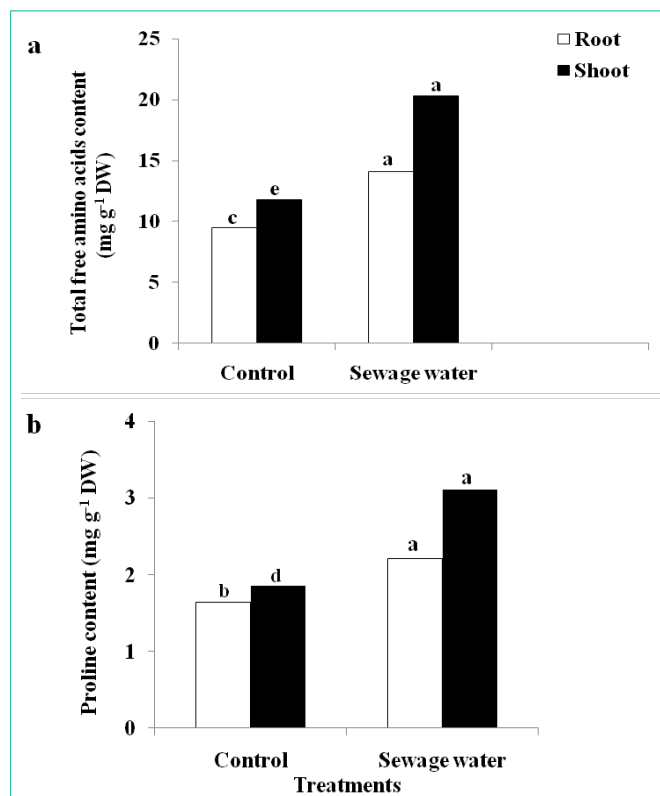 a
Total free amino acids content
(mg g⁻¹ DW)
25
20
15
10
5
0
Root
Shoot
c
e
a
a
Control
Sewage water
b
Proline content (mg g⁻¹ DW)
4
3
2
1
0
b
d
a
a
Control
Sewage water
Treatments